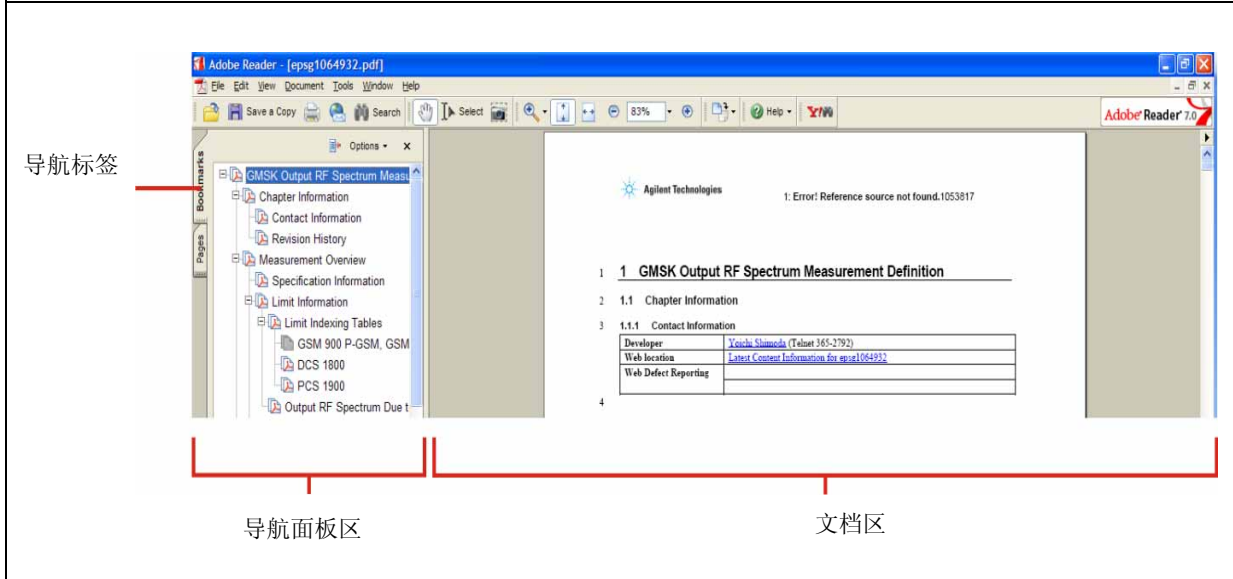 Adobe Reader - [epsg1064932.pdf]
File Edit View Document Tools Window Help
Save a Copy Search Select 83% Help Y! Adobe Reader 7.0
导航标签
Bookmarks
Pages
Options
GMSK Output RF Spectrum Measu
Chapter Information
Contact Information
Revision History
Measurement Overview
Specification Information
Limit Information
Limit Indexing Tables
GSM 900 P-GSM, GSM
DCS 1800
PCS 1900
Output RF Spectrum Due t
Agilent Technologies
1: Error! Reference source not found.1053817
1 1 GMSK Output RF Spectrum Measurement Definition
2 1.1 Chapter Information
3 1.1.1 Contact Information
Developer Yoichi Shimoda (Telnet 365-2792)
Web location Latest Content Information for epsg1064932
Web Defect Reporting
4
导航面板区
文档区